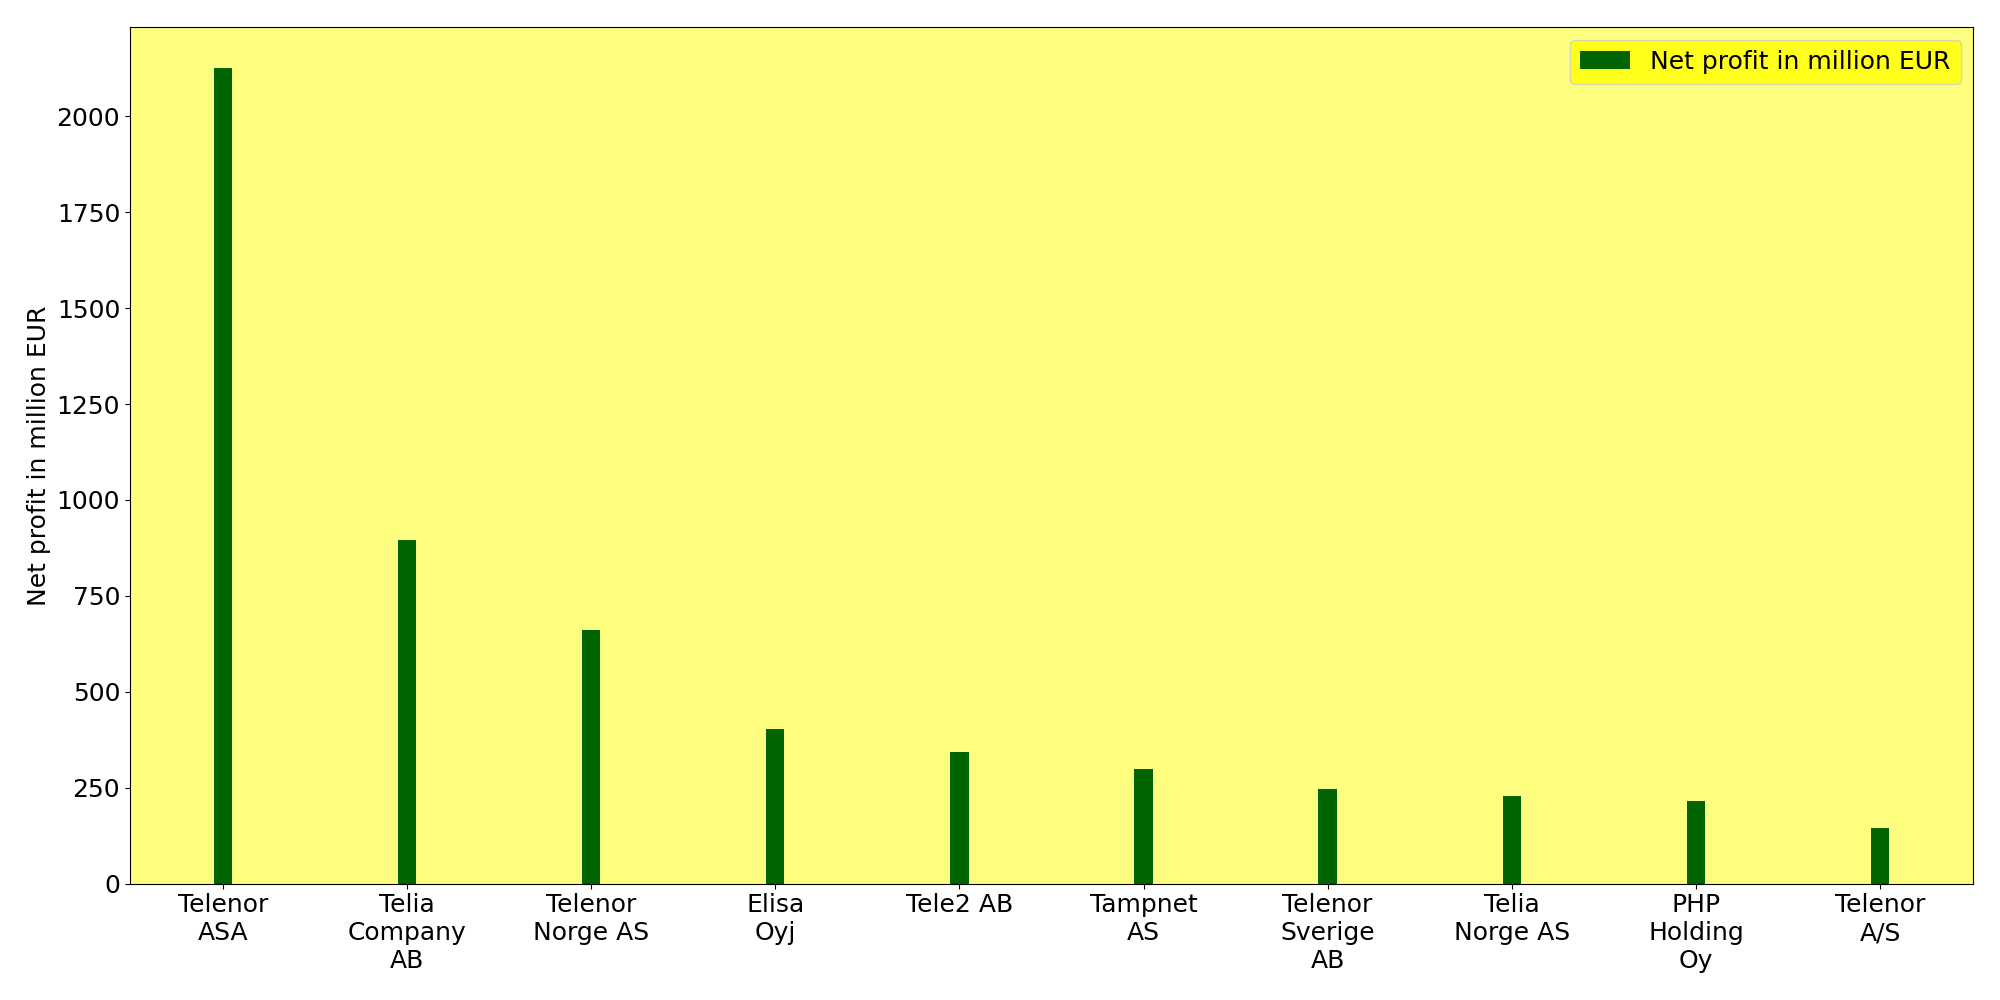 Net profit in million EUR
Net profit in million EUR
2000
1750
1500
1250
1000
750
500
250
0
Telenor
ASA
Telia
Company
AB
Telenor
Norge AS
Elisa
Oyj
Tele2 AB
Tampnet
AS
Telenor
Sverige
AB
Telia
Norge AS
PHP
Holding
Oy
Telenor
A/S